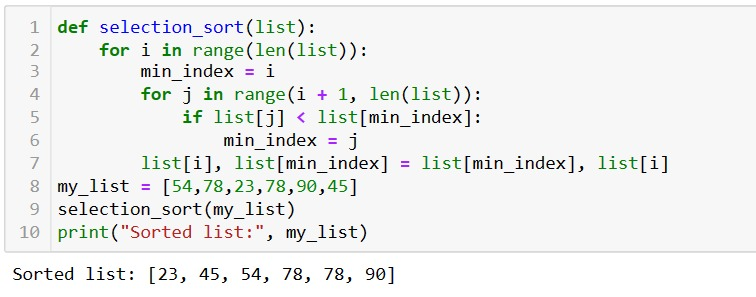 1 def selection_sort(list):
2     for i in range(len(list)):
3         min_index = i
4         for j in range(i + 1, len(list)):
5             if list[j] < list[min_index]:
6                 min_index = j
7         list[i], list[min_index] = list[min_index], list[i]
8 my_list = [54,78,23,78,90,45]
9 selection_sort(my_list)
10 print("Sorted list:", my_list)
Sorted list: [23, 45, 54, 78, 78, 90]